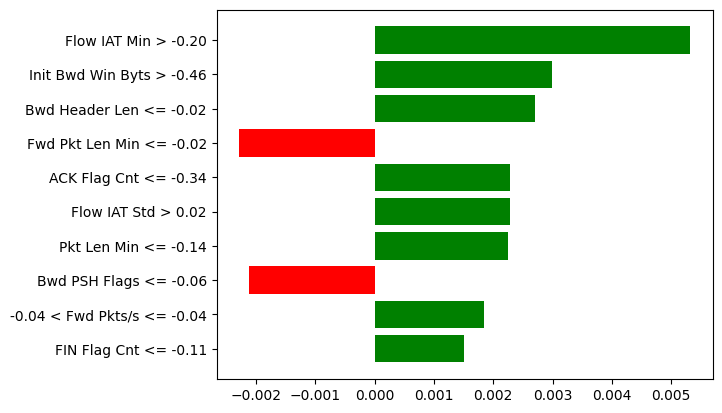 Flow IAT Min > -0.20
Init Bwd Win Byts > -0.46
Bwd Header Len <= -0.02
Fwd Pkt Len Min <= -0.02
ACK Flag Cnt <= -0.34
Flow IAT Std > 0.02
Pkt Len Min <= -0.14
Bwd PSH Flags <= -0.06
-0.04 < Fwd Pkts/s <= -0.04
FIN Flag Cnt <= -0.11
−0.002 −0.001 0.000 0.001 0.002 0.003 0.004 0.005